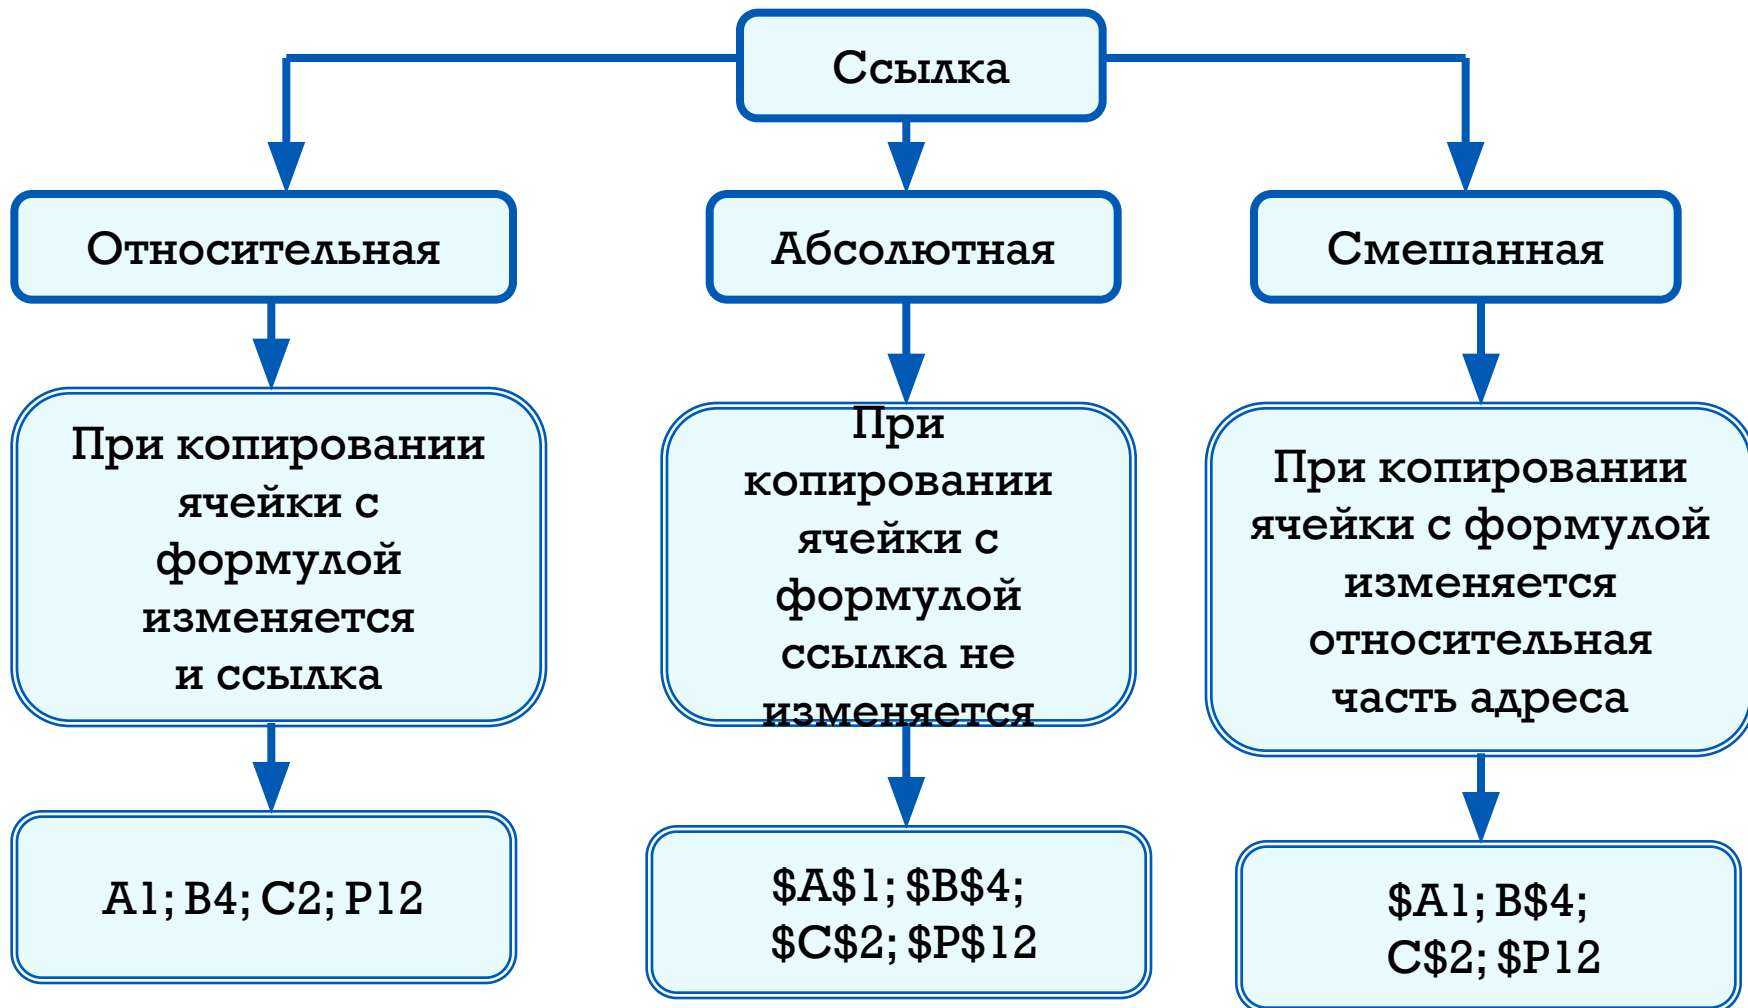 Ссылка
Относительная
Абсолютная
Смешанная
При копировании
ячейки с
формулой
изменяется
и ссылка
При
копировании
ячейки с
формулой
ссылка не
изменяется
При копировании
ячейки с формулой
изменяется
относительная
часть адреса
A1; B4; C2; P12
$A$1; $B$4;
$C$2; $P$12
$A1; B$4;
C$2; $P12